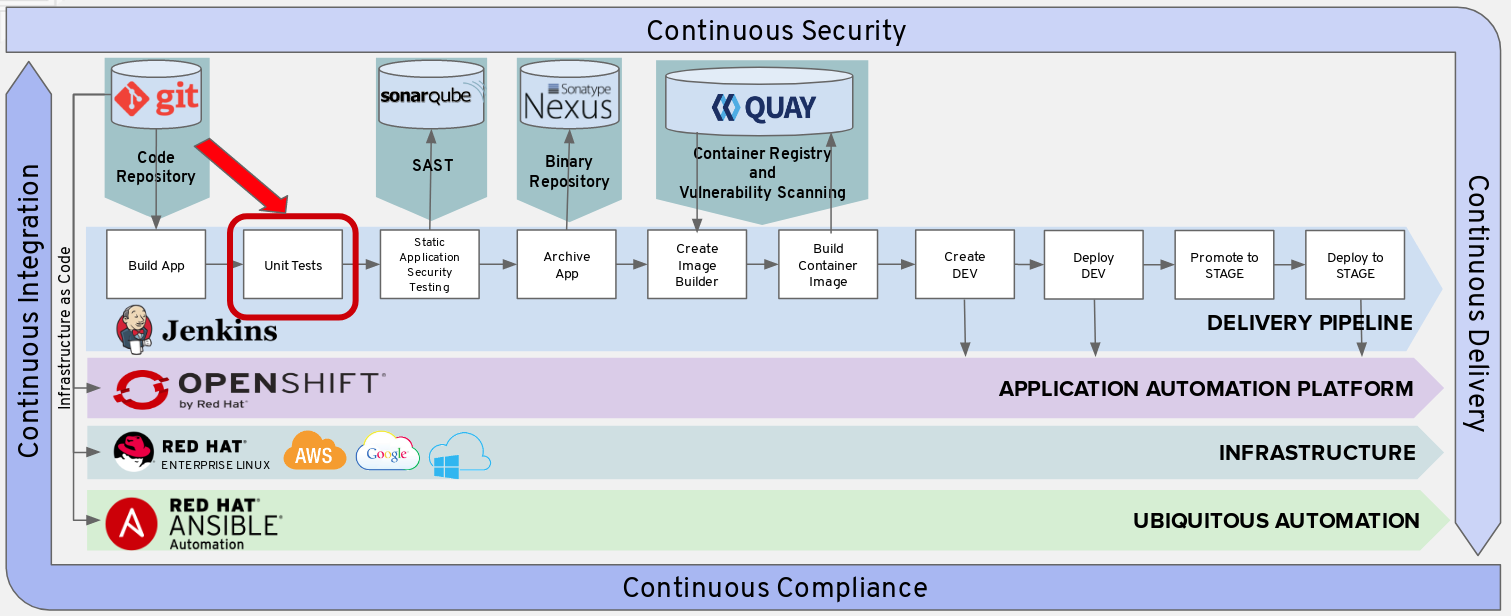 Continuous Security
Continuous Integration
Infrastructure as Code
git
Code
Repository
sonarqube
SAST
Sonatype
Nexus
Binary
Repository
QUAY
Container Registry
and
Vulnerability Scanning
Build App
Unit Tests
Static
Application
Security
Testing
Archive
App
Create
Image
Builder
Build
Container
Image
Create
DEV
Deploy
DEV
Promote to
STAGE
Deploy to
STAGE
Jenkins
DELIVERY PIPELINE
OPENSHIFT
by Red Hat
APPLICATION AUTOMATION PLATFORM
RED HAT
ENTERPRISE LINUX
AWS
Google
INFRASTRUCTURE
A
RED HAT
ANSIBLE
Automation
UBIQUITOUS AUTOMATION
Continuous Delivery
Continuous Compliance